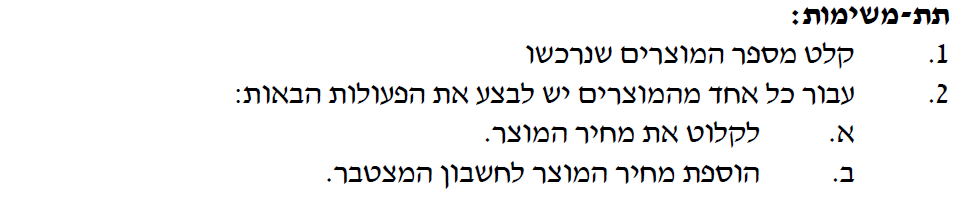 תת-משימות:
1. קלט מספר המוצרים שנרכשו
2. עבור כל אחד מהמוצרים יש לבצע את הפעולות הבאות:
א. לקלוט את מחיר המוצר.
ב. הוספת מחיר המוצר לחשבון המצטבר.